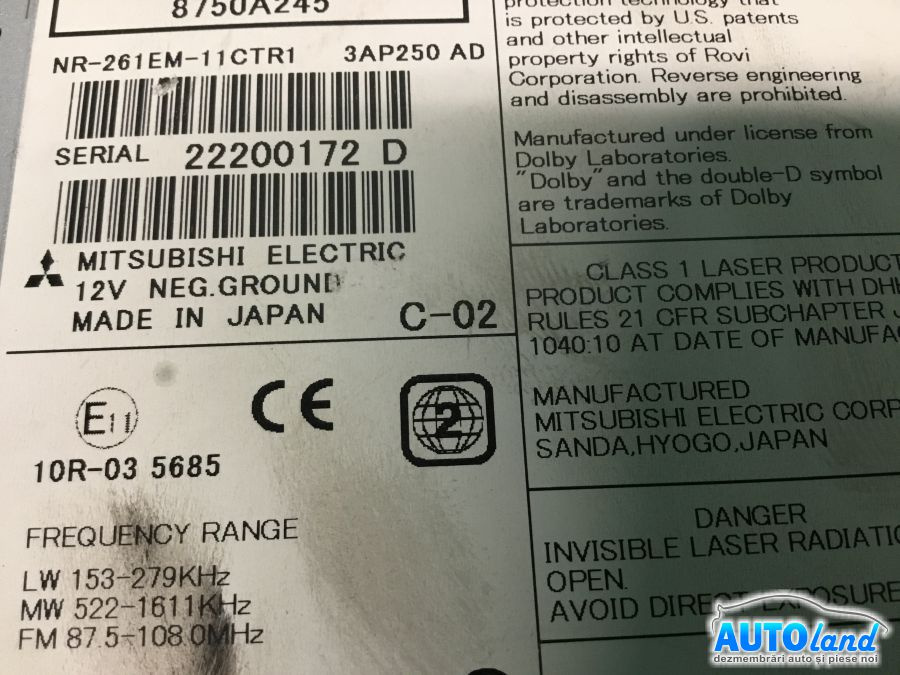 8750A245
NR-261EM-11CTR1 3AP250 AD
SERIAL 22200172 D
MITSUBISHI ELECTRIC
12V NEG.GROUND
MADE IN JAPAN C-02
E11
CE
2
10R-03 5685
FREQUENCY RANGE
LW 153-279KHz
MW 522-1611KHz
FM 87.5-108.0MHz
protection technology that
is protected by U.S. patents
and other intellectual
property rights of Rovi
Corporation. Reverse engineering
and disassembly are prohibited.
Manufactured under license from
Dolby Laboratories.
"Dolby" and the double-D symbol
are trademarks of Dolby
Laboratories.
CLASS 1 LASER PRODUCT
PRODUCT COMPLIES WITH
RULES 21 CFR SUBCHAPTER J
1040:10 AT DATE OF
MANUFACTURED
MITSUBISHI ELECTRIC CORP
SANDA,HYOGO,JAPAN
DANGER
INVISIBLE LASER
OPEN.
AVOID DIRECT EXPOSURE
AUTOland
dezmembrări auto și piese noi